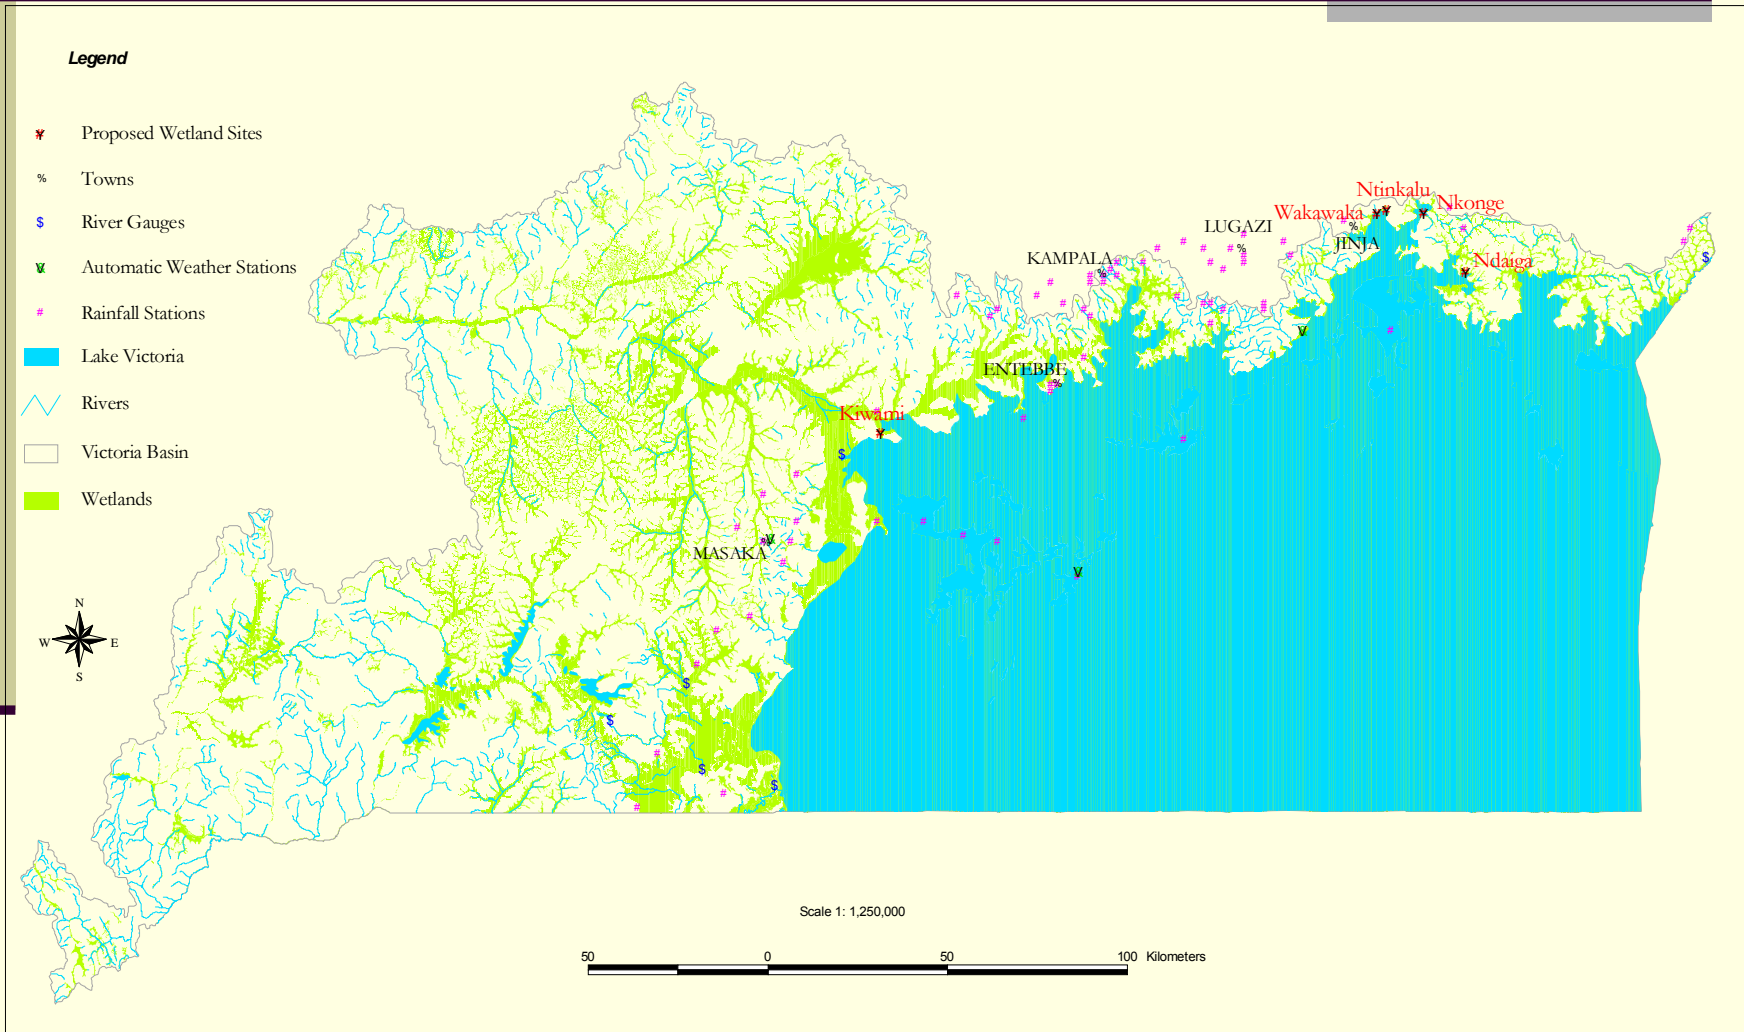 Legend
Proposed Wetland Sites
% Towns
$ River Gauges
Automatic Weather Stations
# Rainfall Stations
Lake Victoria
Rivers
Victoria Basin
Wetlands
Ntinkalu
Wakawaka
Nkonge
LUGAZI
JINJA
KAMPALA
Ndaiga
ENTEBBE
Kiwami
MASAKA
N
W E
S
Scale 1: 1,250,000
50 0 50 100 Kilometers